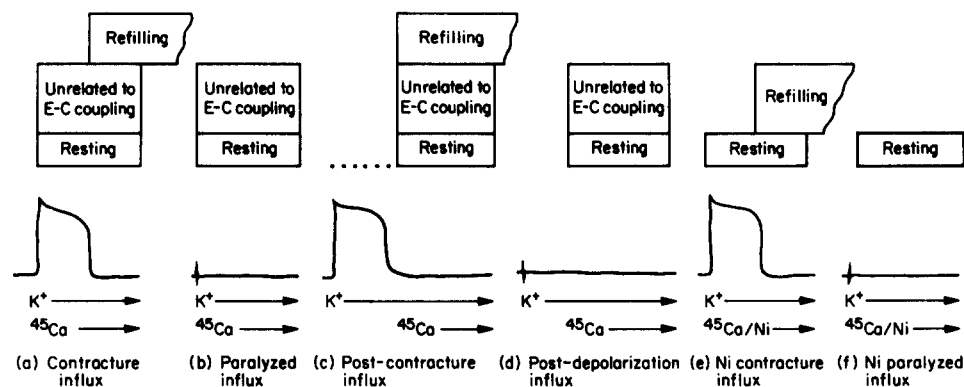 Refilling
Unrelated to
E-C coupling
Resting
K⁺
⁴⁵Ca
(a) Contracture
influx
Unrelated to
E-C coupling
Resting
K⁺
⁴⁵Ca
(b) Paralyzed
influx
Refilling
Unrelated to
E-C coupling
Resting
K⁺
⁴⁵Ca
(c) Post-contracture
influx
Unrelated to
E-C coupling
Resting
K⁺
⁴⁵Ca
(d) Post-depolarization
influx
Refilling
Resting
K⁺
⁴⁵Ca/Ni
(e) Ni contracture
influx
Resting
K⁺
⁴⁵Ca/Ni
(f) Ni paralyzed
influx